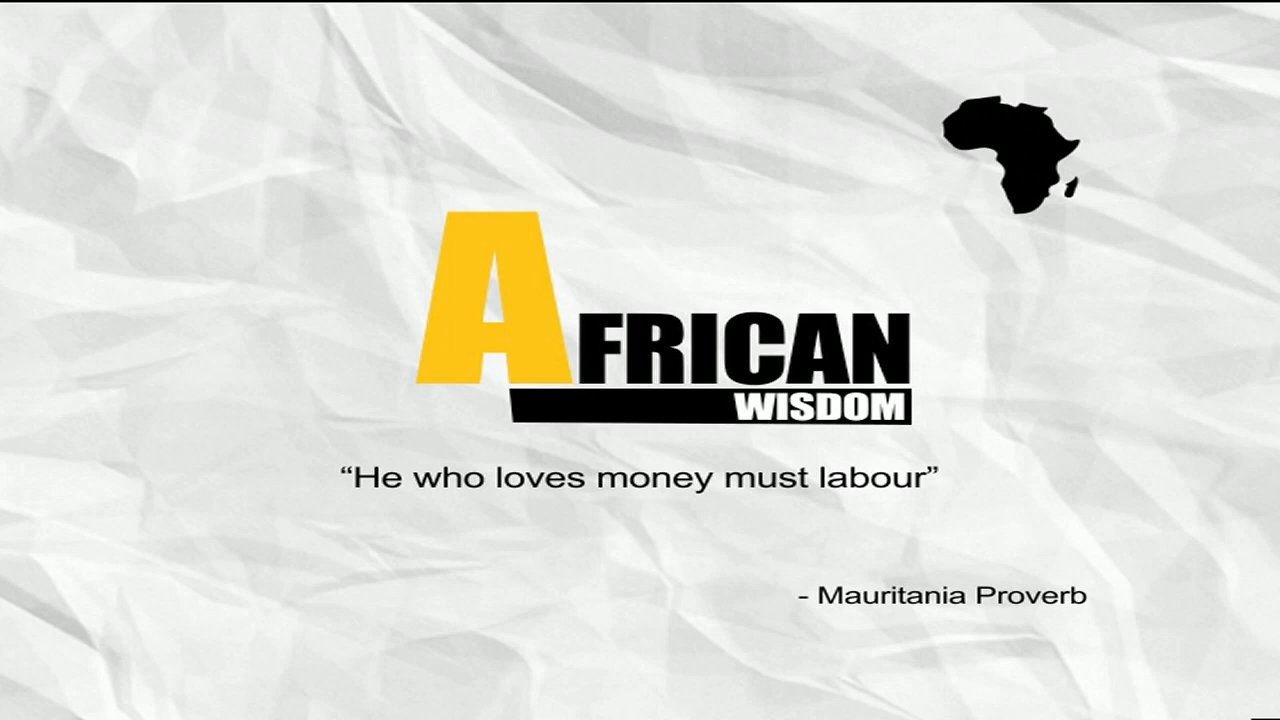 AFRICAN
WISDOM
“He who loves money must labour”
- Mauritania Proverb